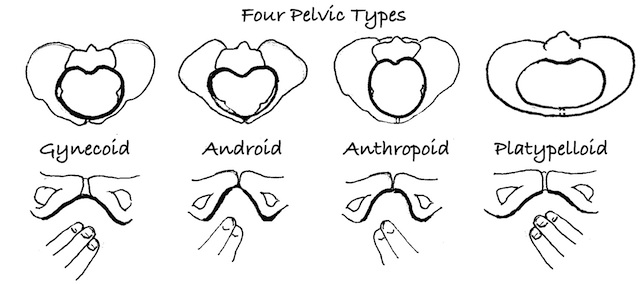 Four Pelvic Types
Gynecoid Android Anthropoid Platypelloid